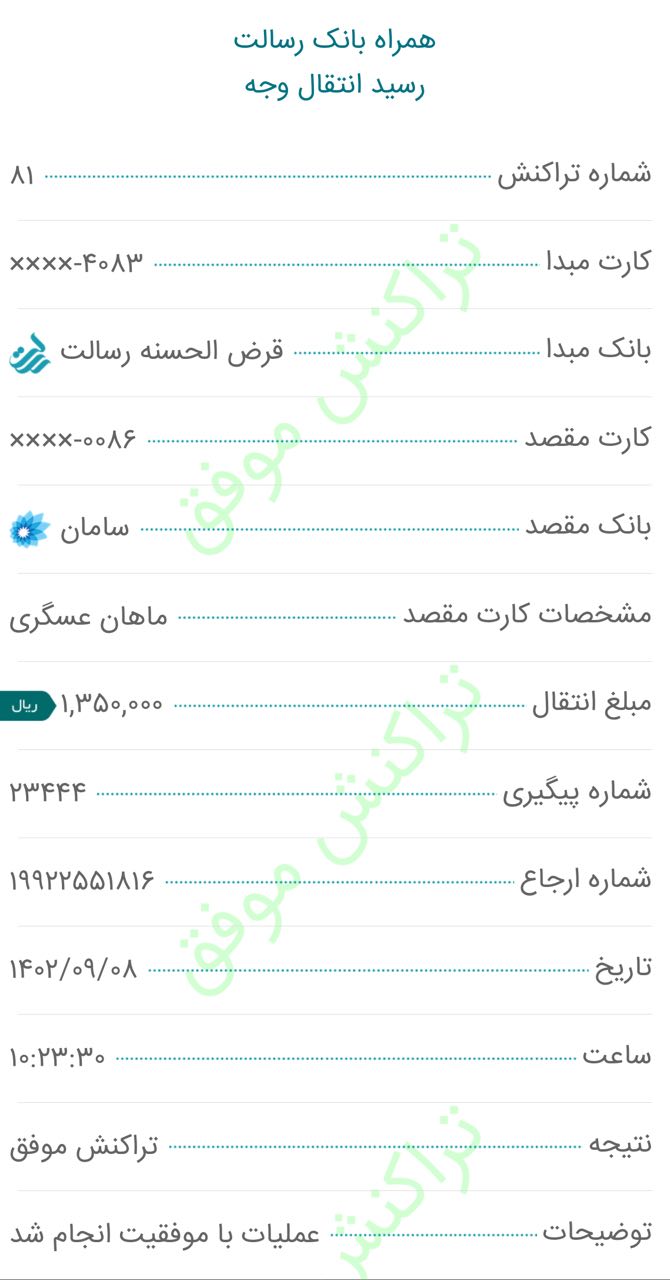 همراه بانک رسالت
رسید انتقال وجه
شماره تراکنش ۸۱
کارت مبدا ××××-۴۰۸۳
بانک مبدا قرض الحسنه رسالت
کارت مقصد ××××-۰۰۸۶
بانک مقصد سامان
مشخصات کارت مقصد ماهان عسگری
مبلغ انتقال ۱,۳۵۰,۰۰۰ ریال
شماره پیگیری ۲۳۴۴۴
شماره ارجاع ۱۹۹۲۲۵۵۱۸۱۶
تاریخ ۱۴۰۲/۰۹/۰۸
ساعت ۱۰:۲۳:۳۰
نتیجه تراکنش موفق
توضیحات عملیات با موفقیت انجام شد
تراکنش موفق
تراکنش موفق
تراکنش